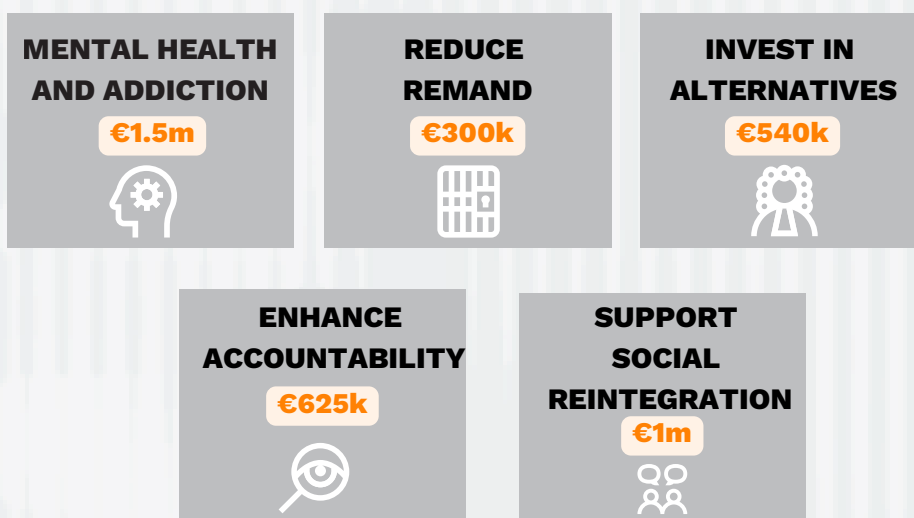 MENTAL HEALTH
AND ADDICTION
€1.5m
REDUCE
REMAND
€300k
INVEST IN
ALTERNATIVES
€540k
ENHANCE
ACCOUNTABILITY
€625k
SUPPORT
SOCIAL
REINTEGRATION
€1m